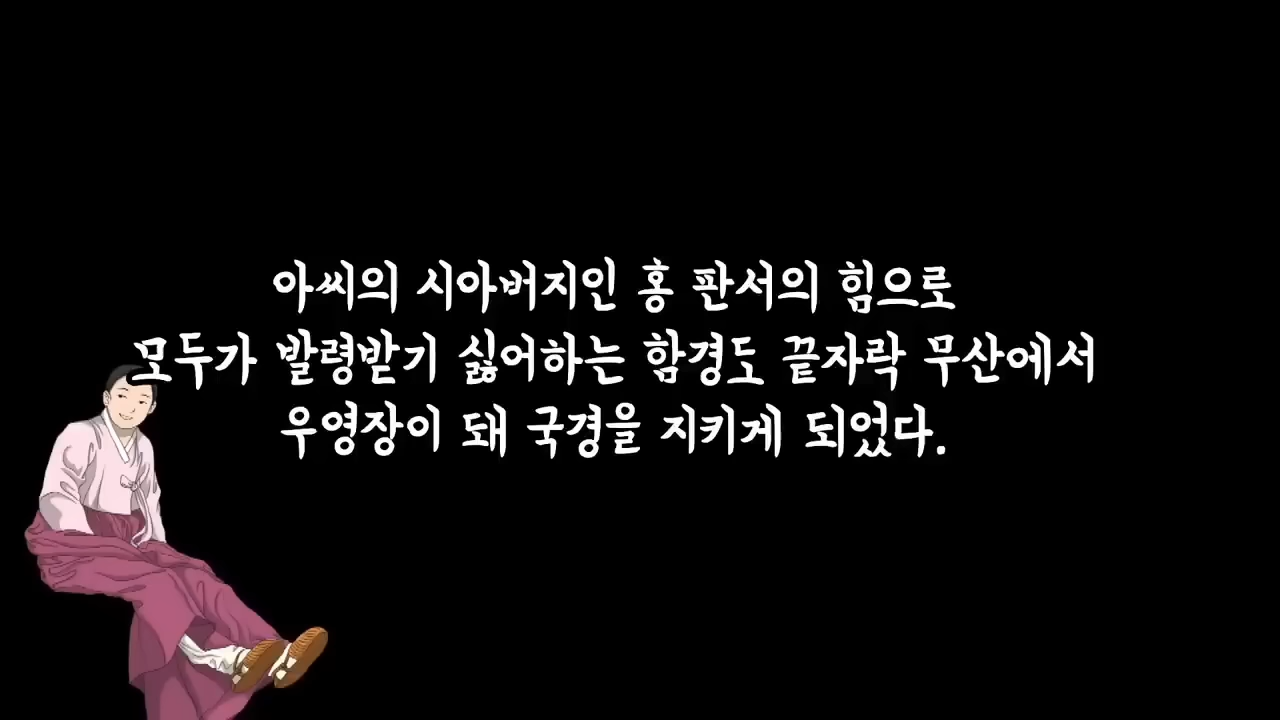 아씨의 시아버지인 홍 판서의 힘으로
모두가 발령받기 싫어하는 함경도 끝자락 무산에서
우영장이 돼 국경을 지키게 되었다.